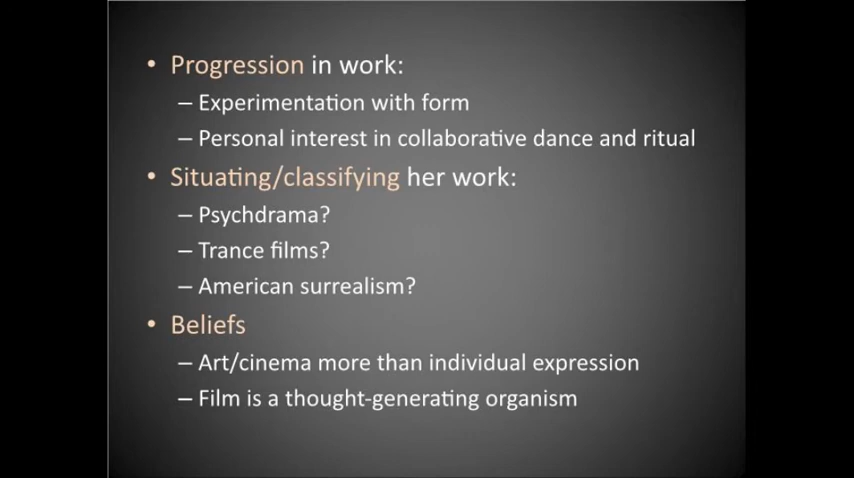 • Progression in work:
– Experimentation with form
– Personal interest in collaborative dance and ritual
• Situating/classifying her work:
– Psychdrama?
– Trance films?
– American surrealism?
• Beliefs
– Art/cinema more than individual expression
– Film is a thought-generating organism